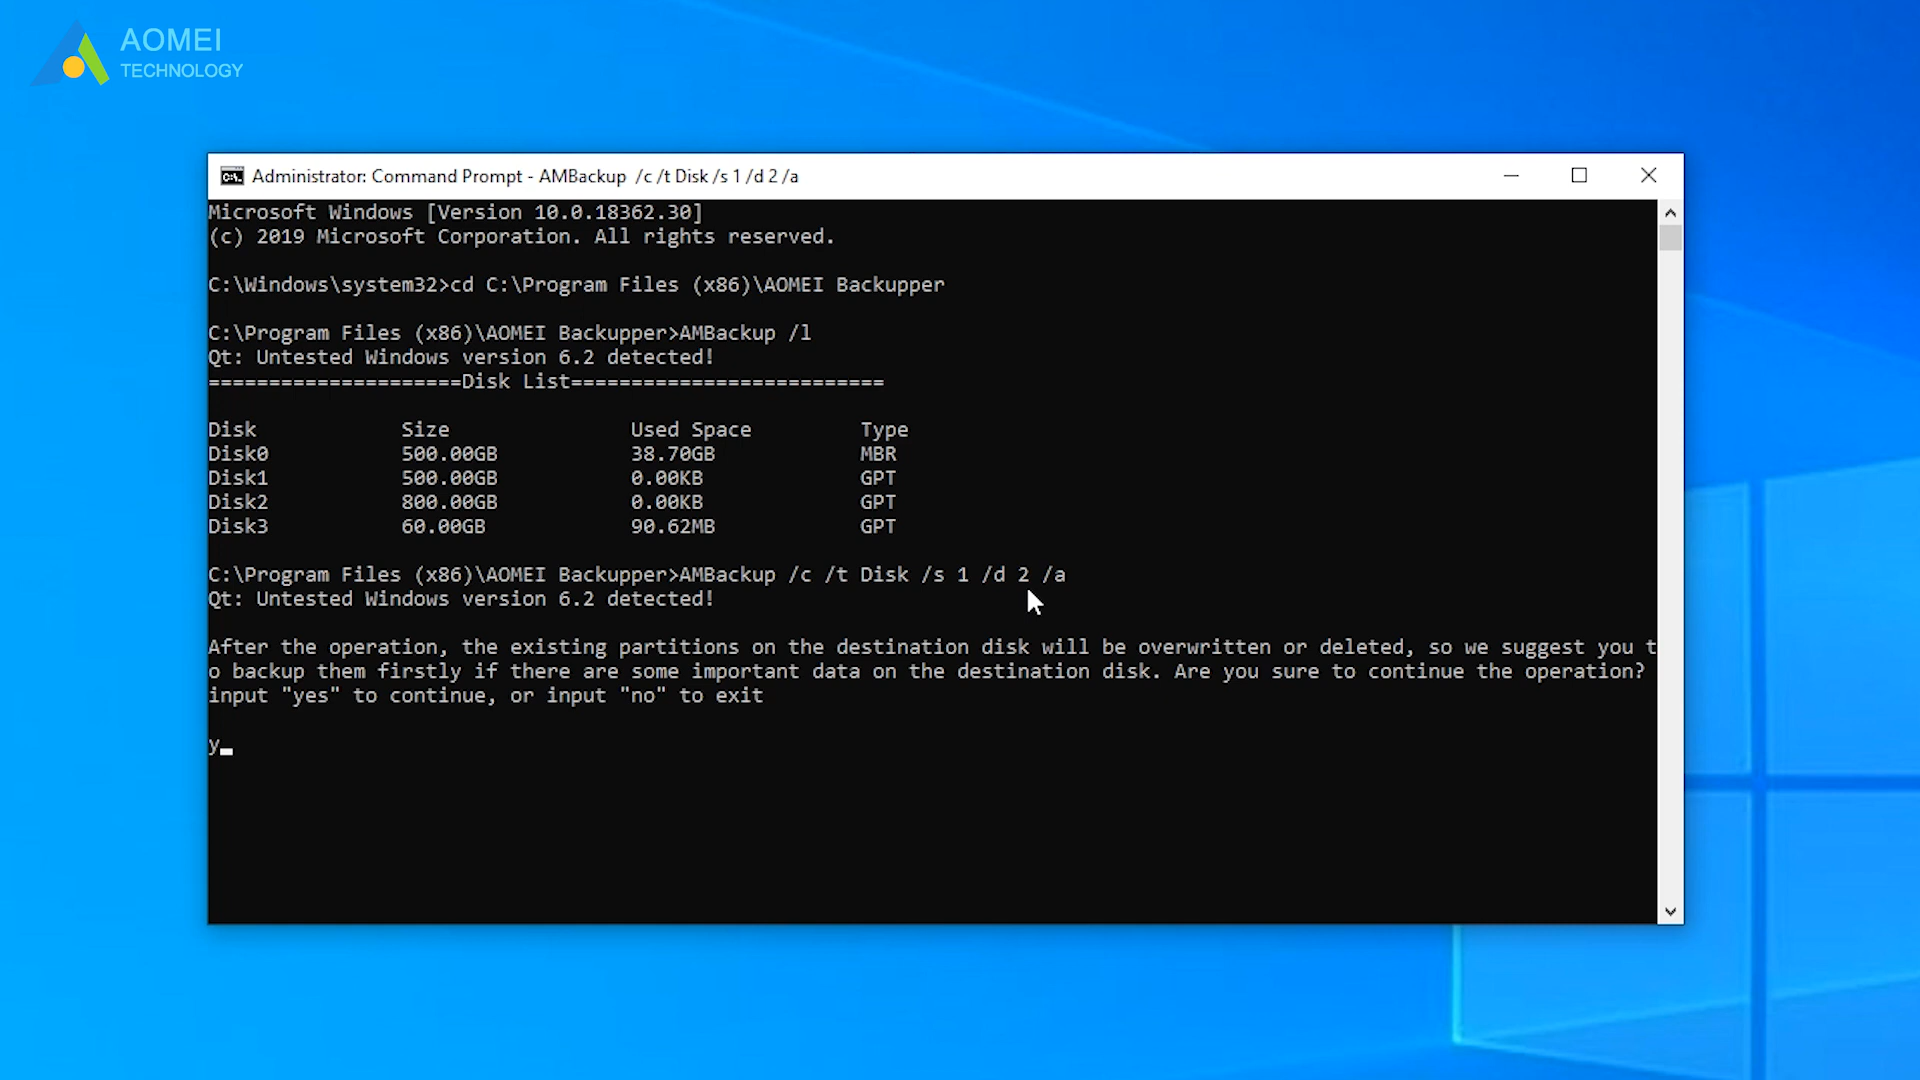 AOMEI
TECHNOLOGY
Administrator: Command Prompt - AMBackup /c /t Disk /s 1 /d 2 /a
Microsoft Windows [Version 10.0.18362.30]
(c) 2019 Microsoft Corporation. All rights reserved.
C:\Windows\system32>cd C:\Program Files (x86)\AOMEI Backupper
C:\Program Files (x86)\AOMEI Backupper>AMBackup /l
Qt: Untested Windows version 6.2 detected!
=====================Disk List==========================
Disk Size Used Space Type
Disk0 500.00GB 38.70GB MBR
Disk1 500.00GB 0.00KB GPT
Disk2 800.00GB 0.00KB GPT
Disk3 60.00GB 90.62MB GPT
C:\Program Files (x86)\AOMEI Backupper>AMBackup /c /t Disk /s 1 /d 2 /a
Qt: Untested Windows version 6.2 detected!
After the operation, the existing partitions on the destination disk will be overwritten or deleted, so we suggest you t
o backup them firstly if there are some important data on the destination disk. Are you sure to continue the operation?
input "yes" to continue, or input "no" to exit
y